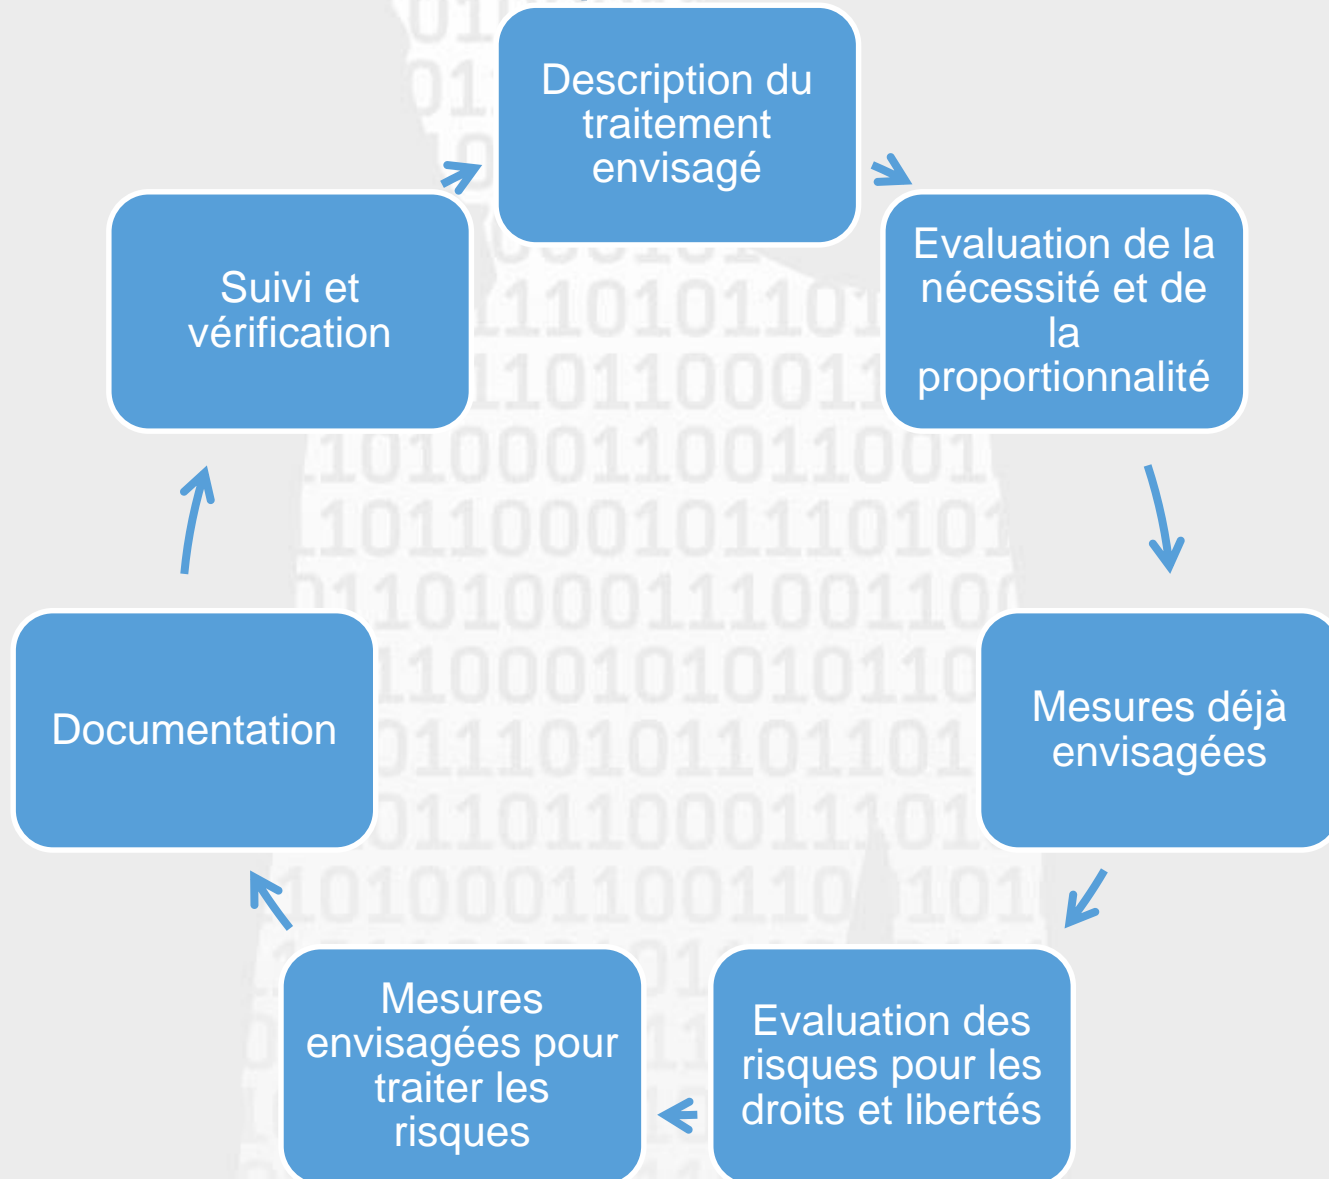 Description du
traitement
envisagé
Evaluation de la
nécessité et de
la
proportionnalité
Mesures déjà
envisagées
Evaluation des
risques pour les
droits et libertés
Mesures
envisagées pour
traiter les
risques
Documentation
Suivi et
vérification